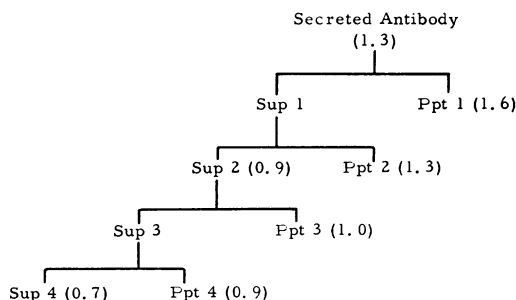 Secreted Antibody
(1.3)
Sup 1 Ppt 1 (1.6)
Sup 2 (0.9) Ppt 2 (1.3)
Sup 3 Ppt 3 (1.0)
Sup 4 (0.7) Ppt 4 (0.9)